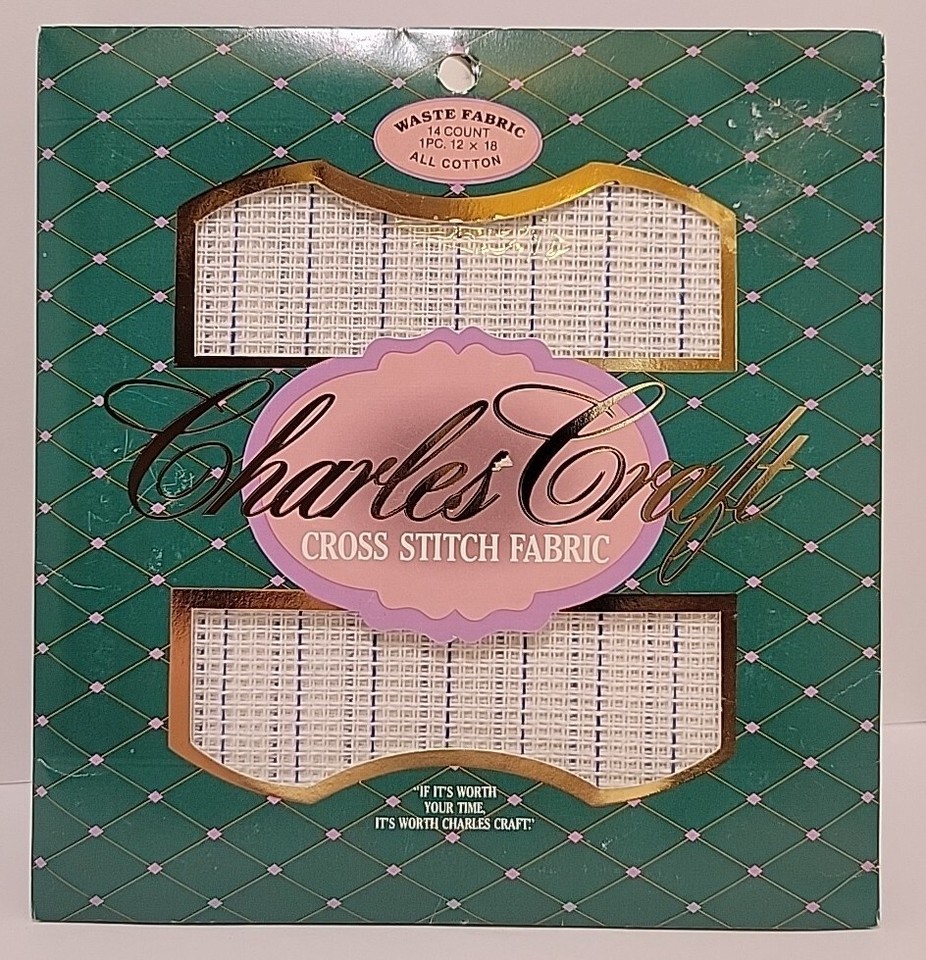 WASTE FABRIC
14 COUNT
1PC. 12 × 18
ALL COTTON
Charles Craft
CROSS STITCH FABRIC
"IF IT'S WORTH
YOUR TIME,
IT'S WORTH CHARLES CRAFT."